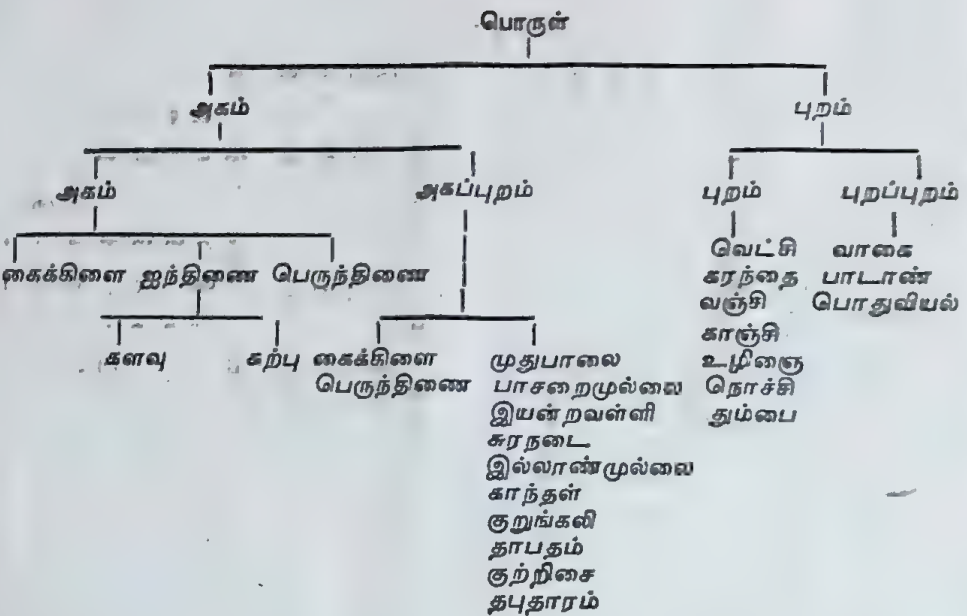 பொருள்
அகம் புறம்
அகம் அகப்புறம் புறம் புறப்புறம்
கைக்கிளை ஐந்திணை பெருந்திணை
வெட்சி வாகை
கரந்தை பாடாண்
வஞ்சி பொதுவியல்
காஞ்சி
உழிஞை
நொச்சி
தும்பை
களவு கற்பு
கைக்கிளை
பெருந்திணை
முதுபாலை
பாசறைமுல்லை
இயன்றவள்ளி
சுரநடை
இல்லாண்முல்லை
காந்தள்
குறுங்கலி
தாபதம்
குற்றிசை
தபுதாரம்